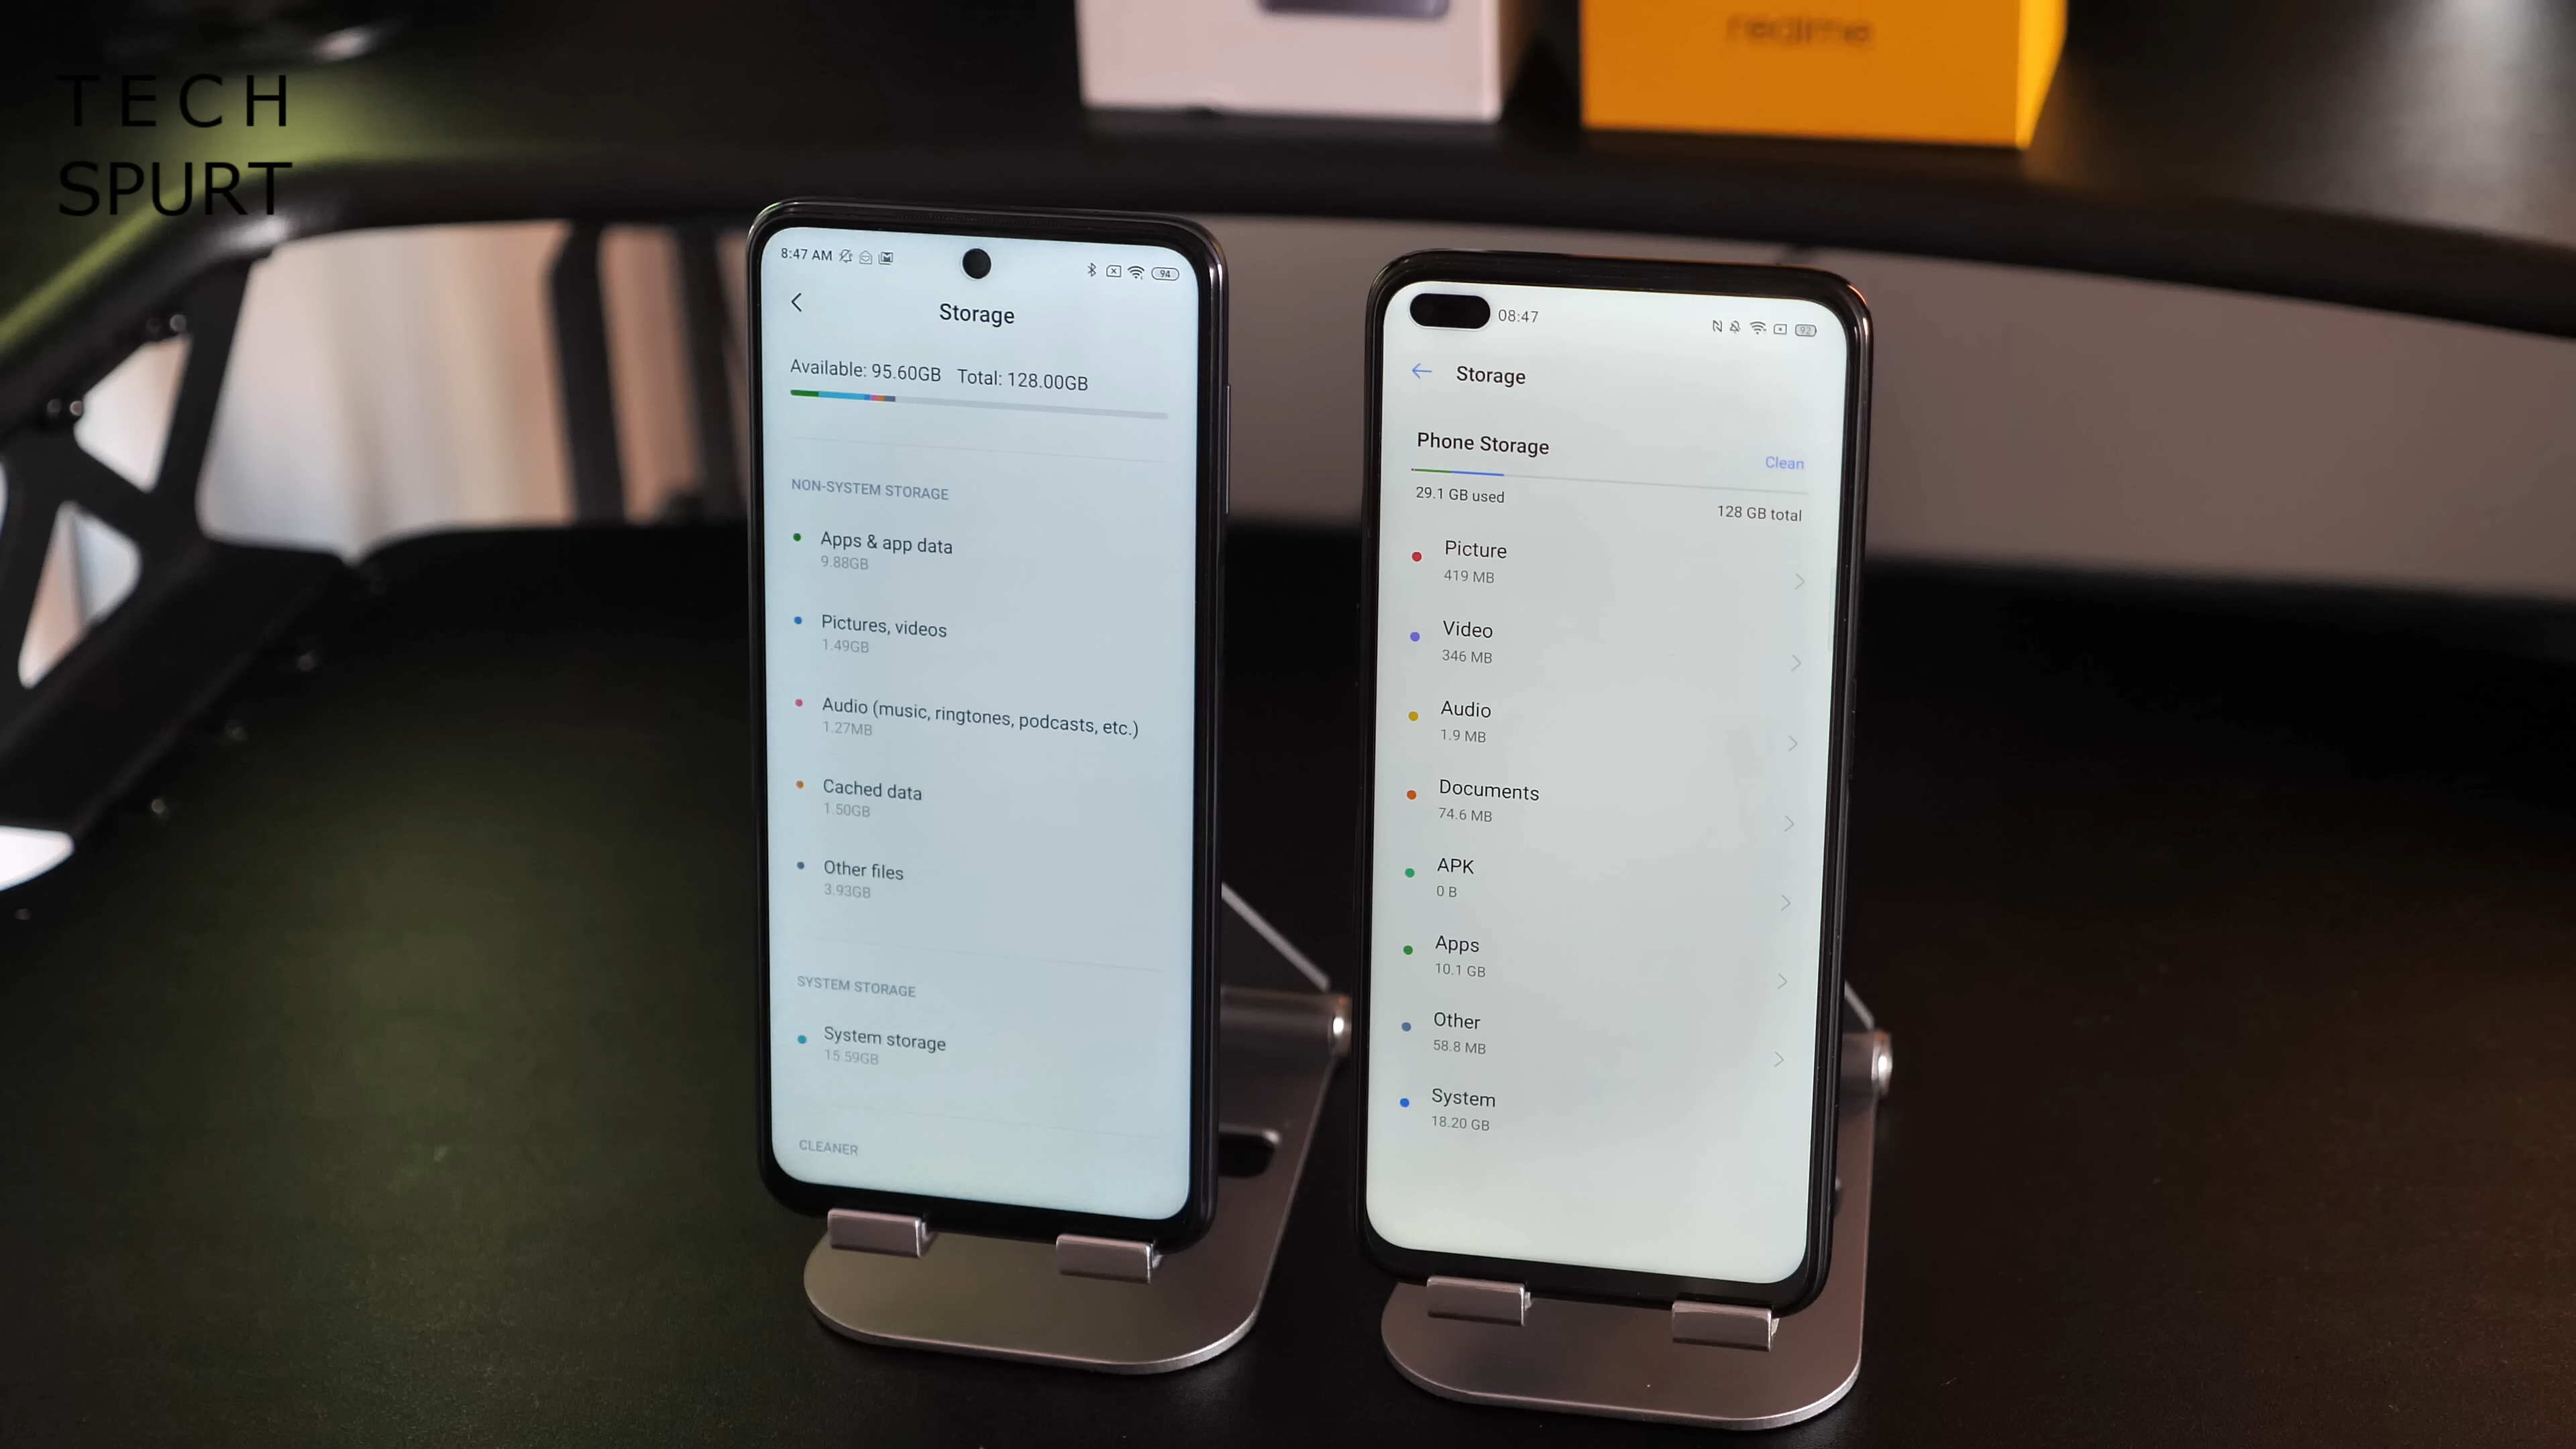 TECH
SPURT
realme
8:47 AM
94
Storage
Available: 95.60GB Total: 128.00GB
NON-SYSTEM STORAGE
Apps & app data
9.88GB
Pictures, videos
1.49GB
Audio (music, ringtones, podcasts, etc.)
1.27MB
Cached data
1.50GB
Other files
3.93GB
SYSTEM STORAGE
System storage
15.59GB
CLEANER
08:47
92
Storage
Phone Storage
Clean
29.1 GB used
128 GB total
Picture
419 MB
Video
346 MB
Audio
1.9 MB
Documents
74.6 MB
APK
0 B
Apps
10.1 GB
Other
58.8 MB
System
18.20 GB